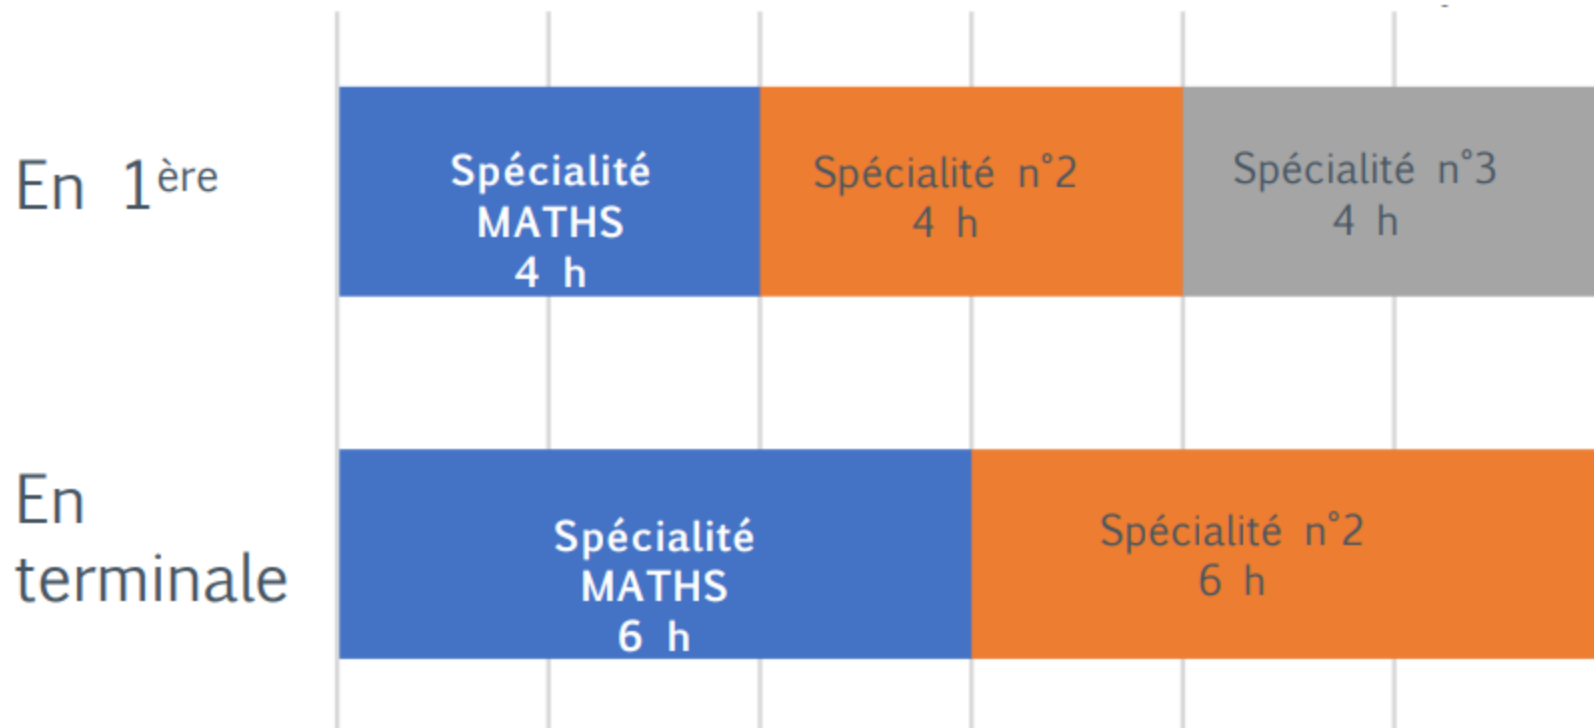 En 1ère
Spécialité
MATHS
4 h
Spécialité n°2
4 h
Spécialité n°3
4 h
En
terminale
Spécialité
MATHS
6 h
Spécialité n°2
6 h